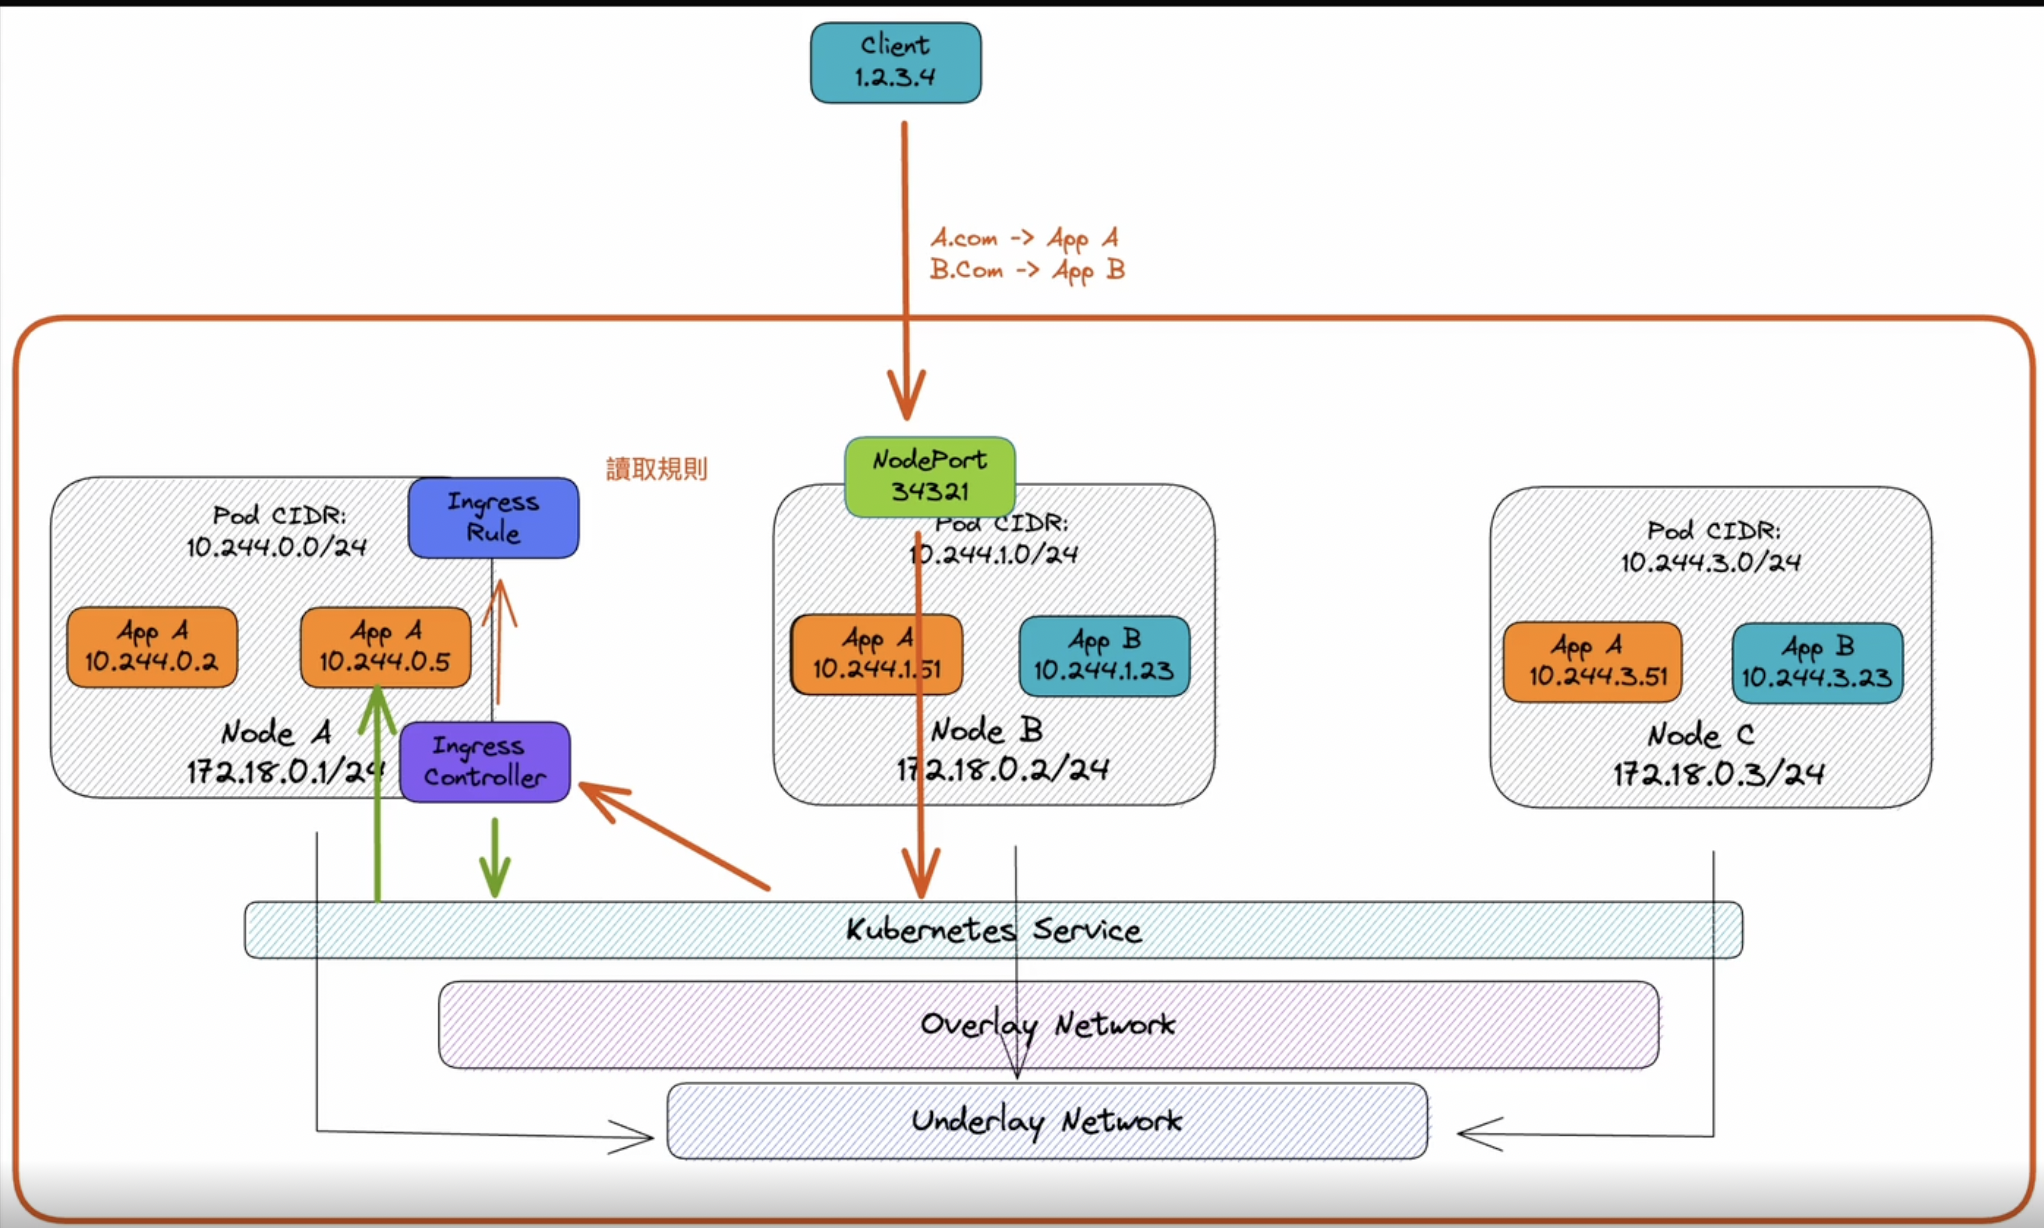 Client
1.2.3.4
A.com -> App A
B.Com -> App B
讀取規則
NodePort
34321
Ingress
Rule
Pod CIDR:
10.244.0.0/24
App A
10.244.0.2
App A
10.244.0.5
Node A
172.18.0.1/24
Ingress
Controller
Pod CIDR:
10.244.1.0/24
App A
10.244.1.51
App B
10.244.1.23
Node B
172.18.0.2/24
Pod CIDR:
10.244.3.0/24
App A
10.244.3.51
App B
10.244.3.23
Node C
172.18.0.3/24
Kubernetes Service
Overlay Network
Underlay Network